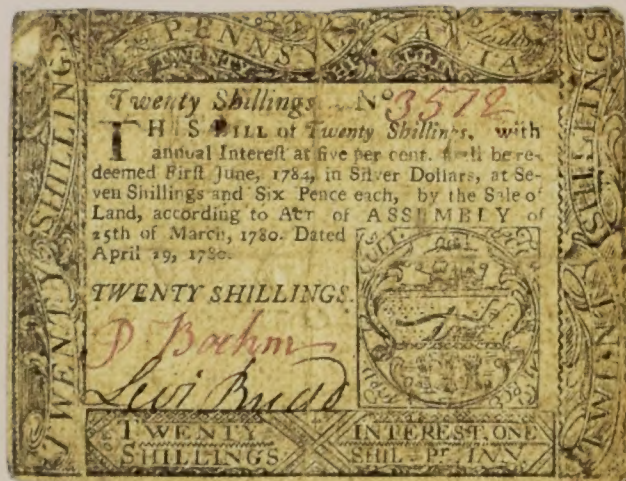 PENNSYLVANIA
TWENTY SHILLINGS
TWENTY SHILLINGS
Twenty Shillings No 3572
THIS BILL of Twenty Shillings, with
annual Interest at five per cent. shall be re-
deemed First June, 1784, in Silver Dollars, at Se-
ven Shillings and Six Pence each, by the Sale of
Land, according to ACT of ASSEMBLY of
25th of March, 1780. Dated
April 29, 1780.
TWENTY SHILLINGS.
D Boehm
Levi Budd
TWENTY
SHILLINGS
INTEREST ONE
SHIL. PR. ANN.
TWENTY SHILLINGS